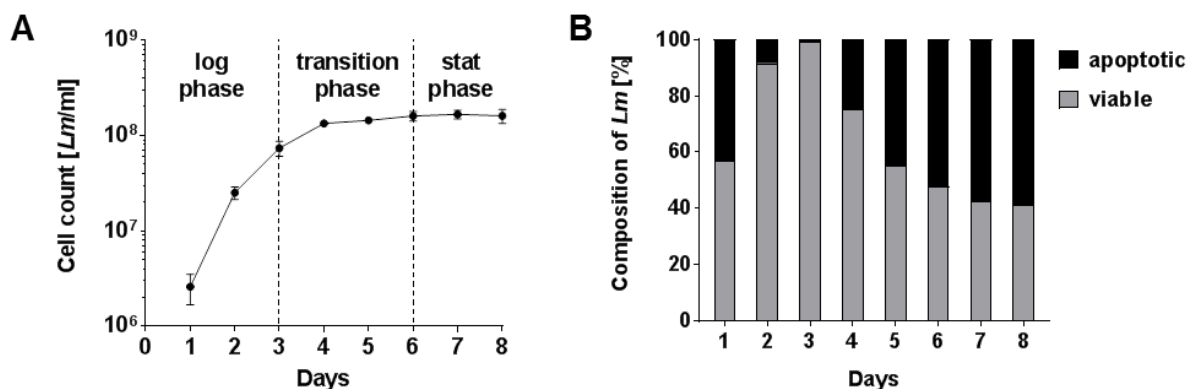 A
Cell count [Lm/ml]
10⁹
10⁸
10⁷
10⁶
log
phase
transition
phase
stat
phase
0 1 2 3 4 5 6 7 8
Days
B
Composition of Lm [%]
100
80
60
40
20
0
1 2 3 4 5 6 7 8
Days
apoptotic
viable